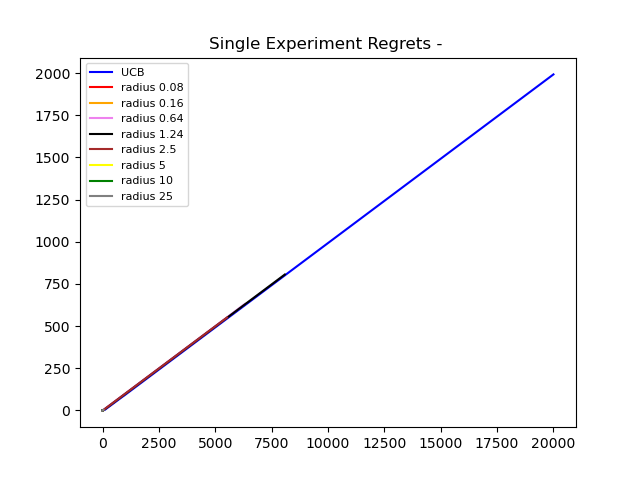 Single Experiment Regrets -
2000
1750
1500
1250
1000
750
500
250
0
UCB
radius 0.08
radius 0.16
radius 0.64
radius 1.24
radius 2.5
radius 5
radius 10
radius 25
0 2500 5000 7500 10000 12500 15000 17500 20000